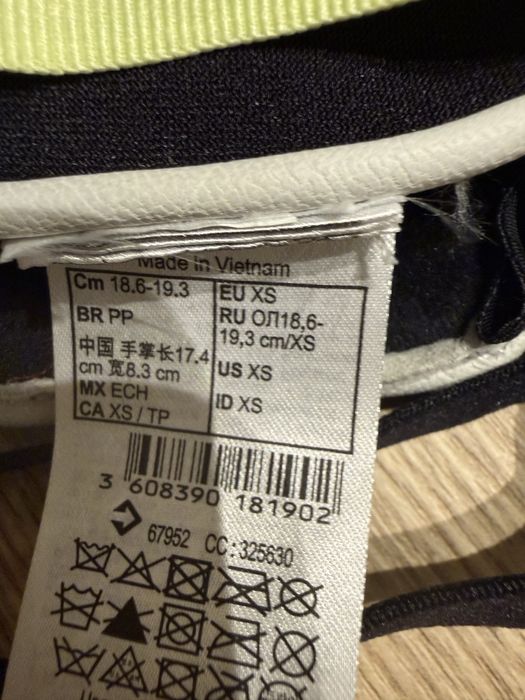 Made in Vietnam
Cm 18.6-19.3
BR PP
中国 手掌长17.4
cm 宽8.3 cm
MX ECH
CA XS / TP
EU XS
RU ОЛ18,6-
19,3 cm/XS
US XS
ID XS
3 608390 181902
67952 CC : 325630